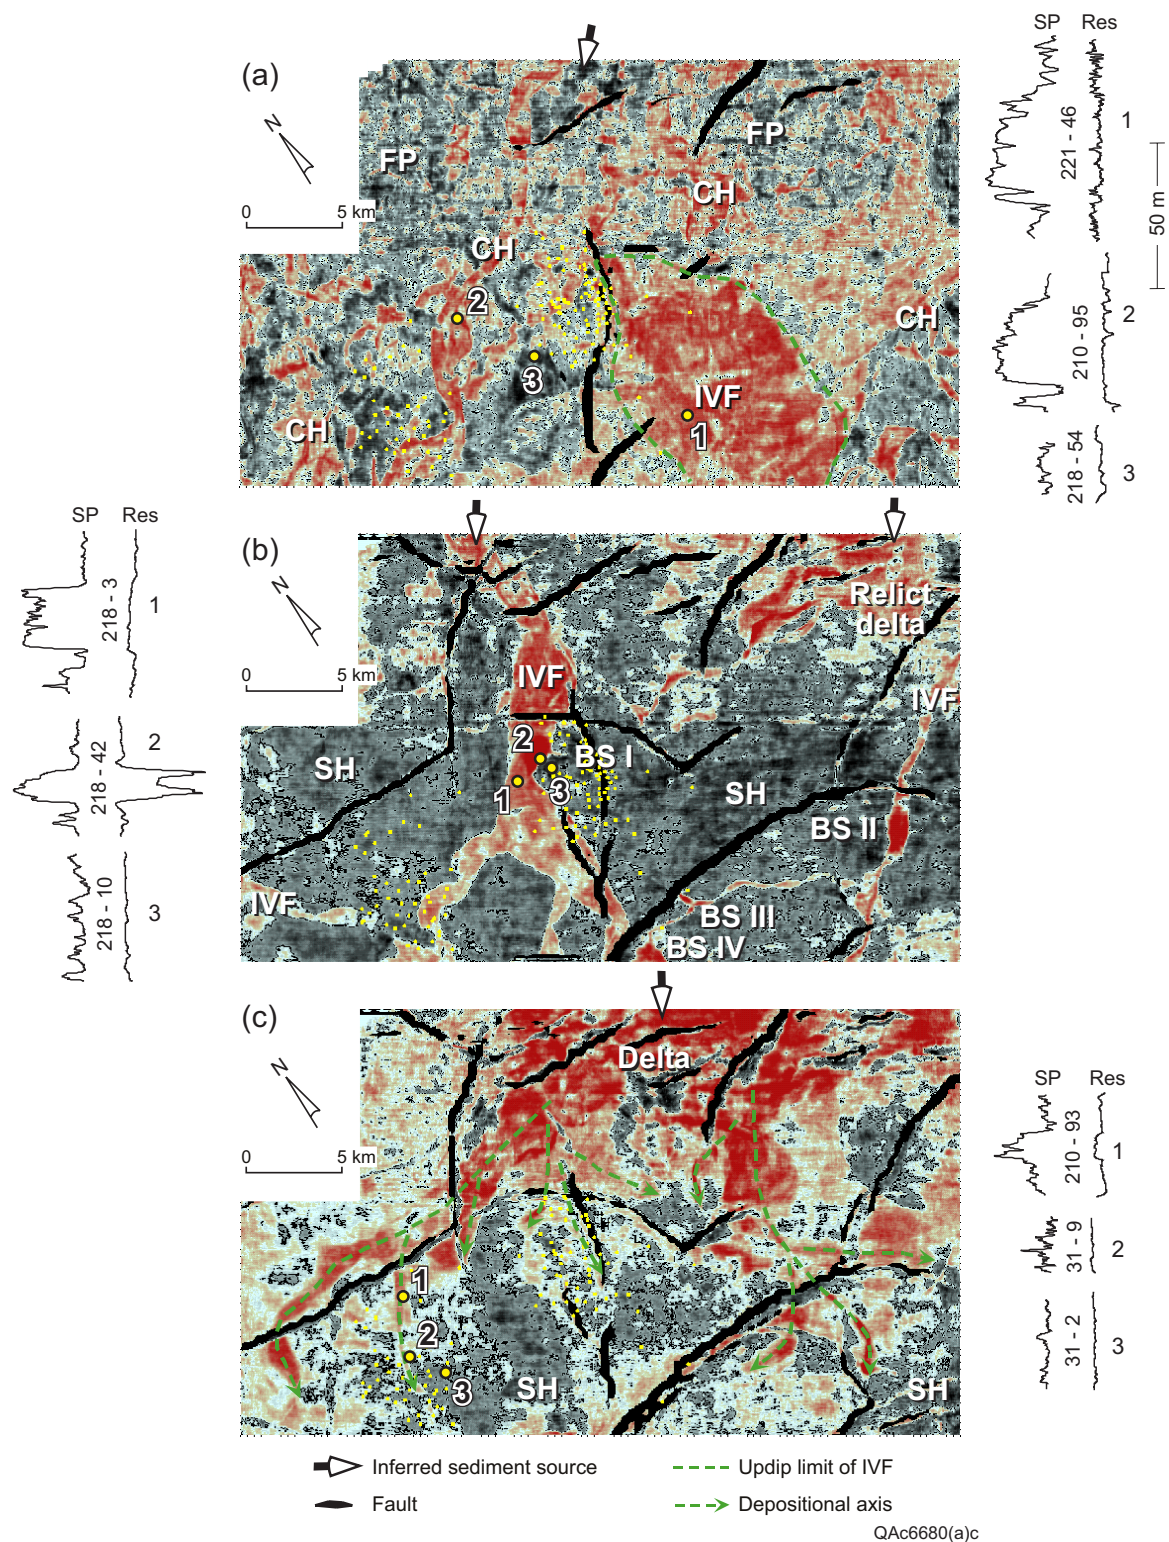 SP Res
(a)
N
0 5 km
FP
FP
CH
CH
CH
CH
IVF
1
2
3
221 - 46
1
210 - 95
2
218 - 54
3
50 m
SP Res
218 - 3
1
218 - 42
2
218 - 10
3
(b)
N
0 5 km
IVF
Relict
delta
IVF
SH
BS I
SH
BS II
2
1
3
IVF
BS III
BS IV
(c)
N
0 5 km
Delta
1
2
3
SH
SH
SP Res
210 - 93
1
31 - 9
2
31 - 2
3
Inferred sediment source
Updip limit of IVF
Fault
Depositional axis
QAc6680(a)c